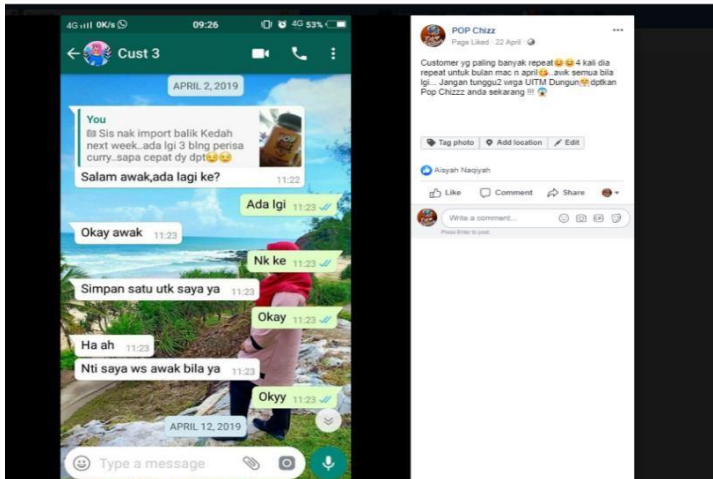 4G 0K/s 09:26 4G 53%
Cust 3
APRIL 2, 2019
You
Sis nak import balik Kedah
next week..ada lgi 3 blng perisa
curry..sapa cepat dy dpt😏😏
Salam awak,ada lagi ke?
11:22
Ada lgi 11:23
Okay awak 11:23
Nk ke 11:23
Simpan satu utk saya ya 11:23
Okay 11:23
Ha ah 11:23
Nti saya ws awak bila ya 11:23
Okyy 11:23
APRIL 12, 2019
Type a message
POP Chizz
Page Liked · 22 April ·
Customer yg paling banyak repeat😄😄4 kali dia
repeat untuk bulan mac n april😘..awk semua bila
lgi... Jangan tunggu2 wrga UITM Dungun🤗dptkan
Pop Chizzz anda sekarang !!! 😱
Tag photo Add location Edit
Aisyah Naqiyah
Like Comment Share
Write a comment...
Press Enter to post.